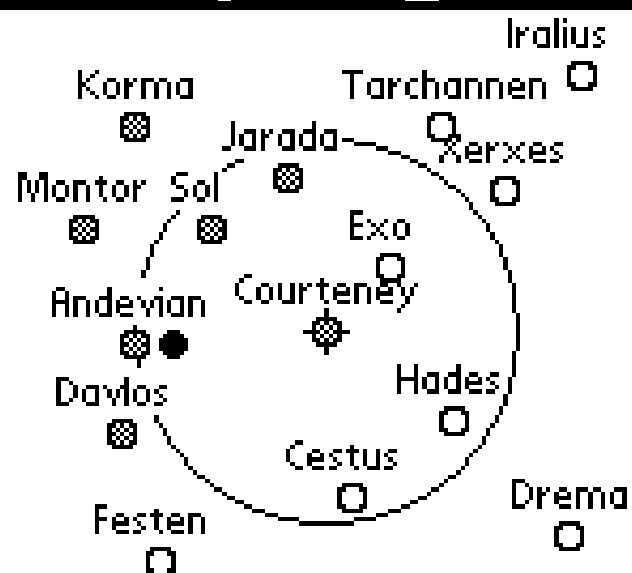 Iralius
Korma
Tarchannen
Jarada
Xerxes
Montor
Sol
Exo
Andevian
Courteney
Davlos
Hades
Cestus
Drema
Festen